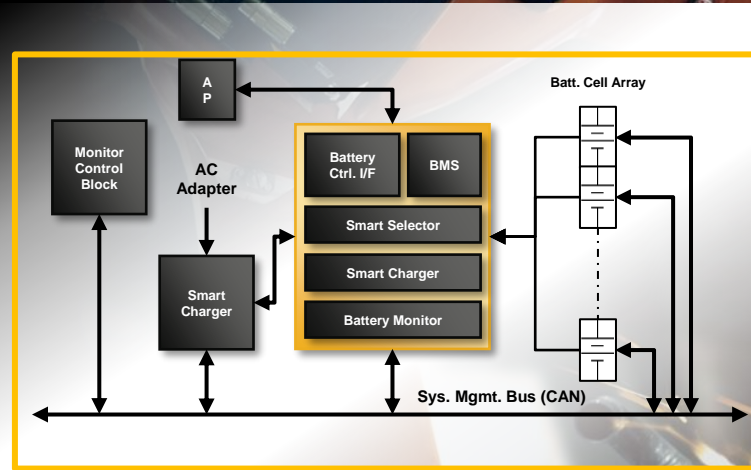 A
P
Batt. Cell Array
Monitor
Control
Block
AC
Adapter
Battery
Ctrl. I/F
BMS
Smart Selector
Smart
Charger
Smart Charger
Battery Monitor
Sys. Mgmt. Bus (CAN)